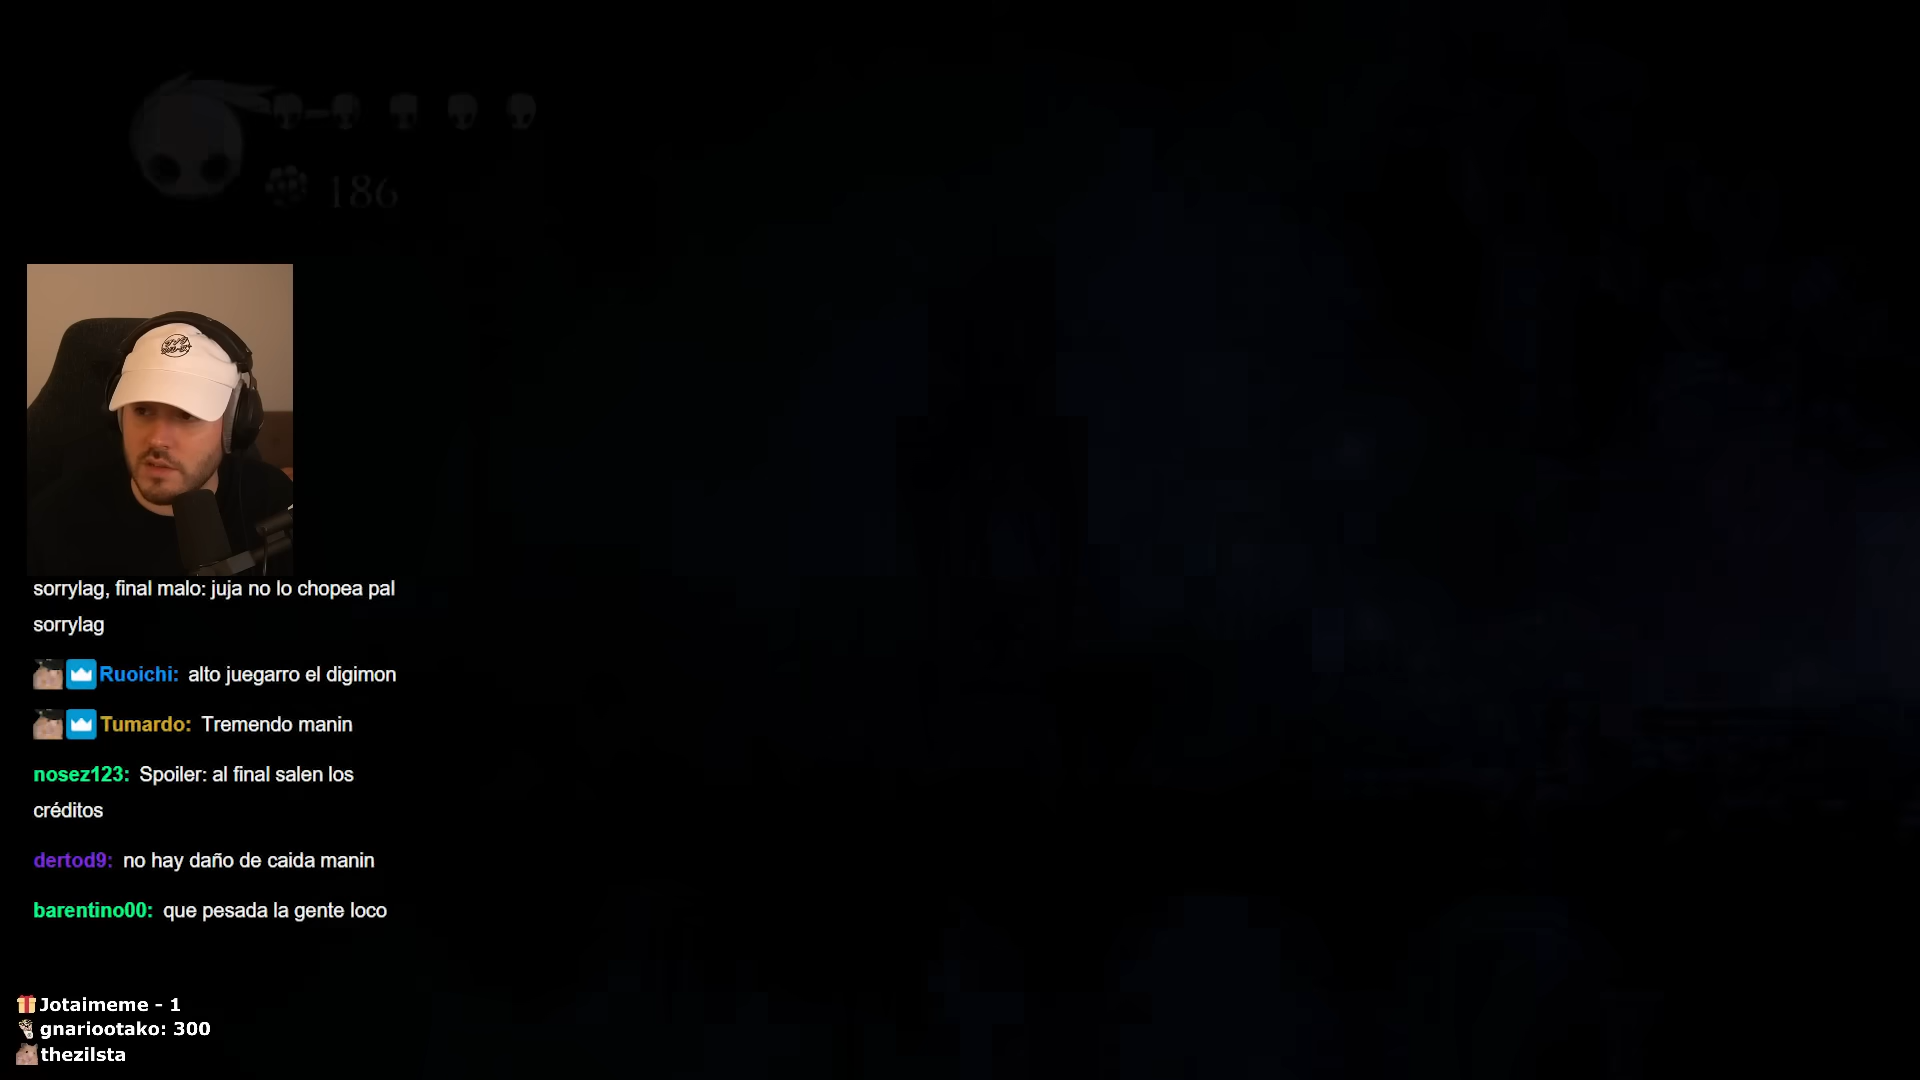 186
sorrylag, final malo: juja no lo chopea pal
sorrylag
Ruoichi: alto juegarro el digimon
Tumardo: Tremendo manin
nosez123: Spoiler: al final salen los
créditos
dertod9: no hay daño de caida manin
barentino00: que pesada la gente loco
Jotaimeme - 1
gnariootako: 300
thezilsta